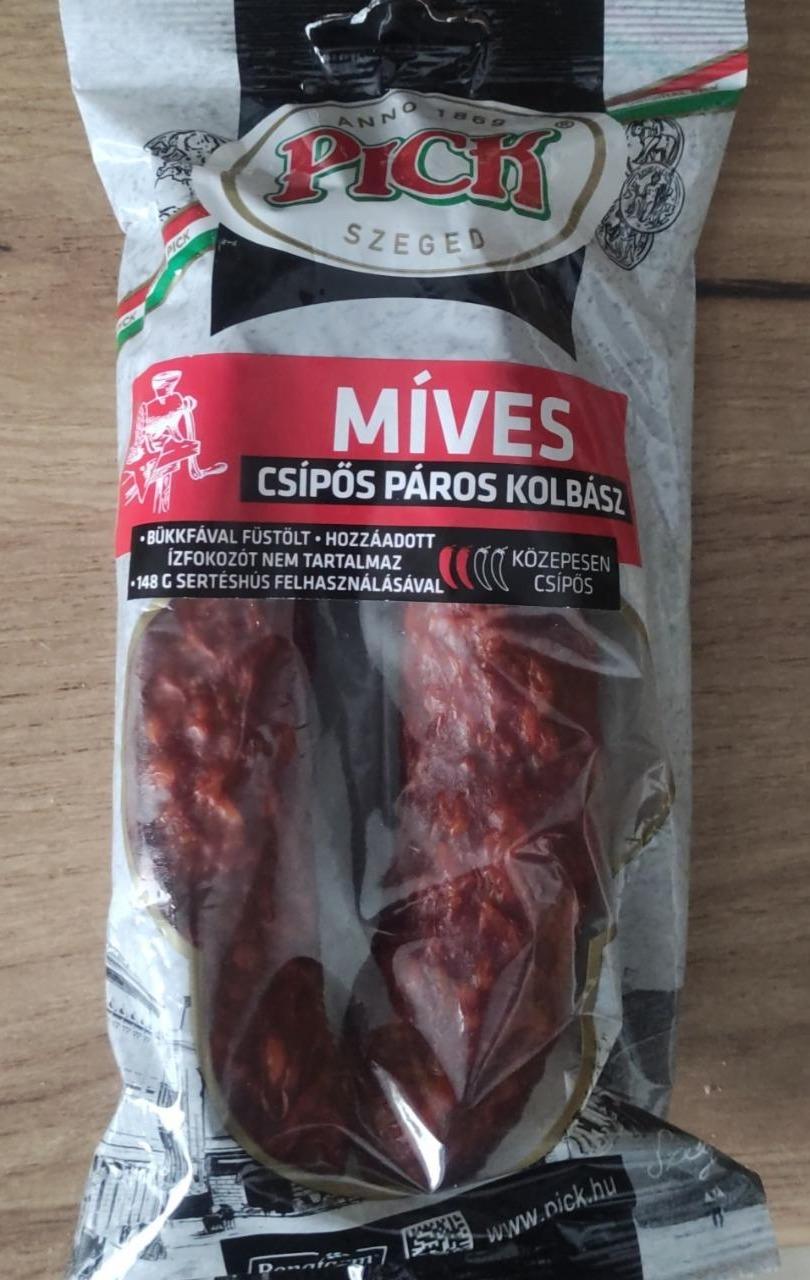 ANNO 1869
PICK®
SZEGED
PICK
MÍVES
CSÍPŐS PÁROS KOLBÁSZ
• BÜKKFÁVAL FÜSTÖLT • HOZZÁADOTT
ÍZFOKOZÓT NEM TARTALMAZ
• 148 G SERTÉSHÚS FELHASZNÁLÁSÁVAL
KÖZEPESEN
CSÍPŐS
www.pick.hu
Bonafarm